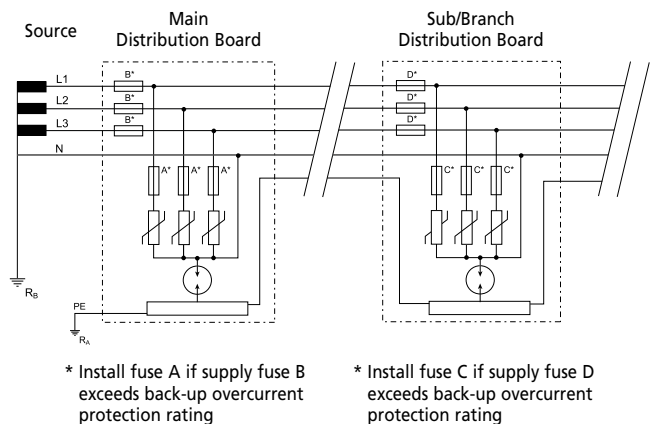 Source
Main
Distribution Board
Sub/Branch
Distribution Board
L1
B*
D*
L2
B*
D*
L3
B*
D*
N
A*
A*
A*
C*
C*
C*
RB
PE
RA
* Install fuse A if supply fuse B
exceeds back-up overcurrent
protection rating
* Install fuse C if supply fuse D
exceeds back-up overcurrent
protection rating